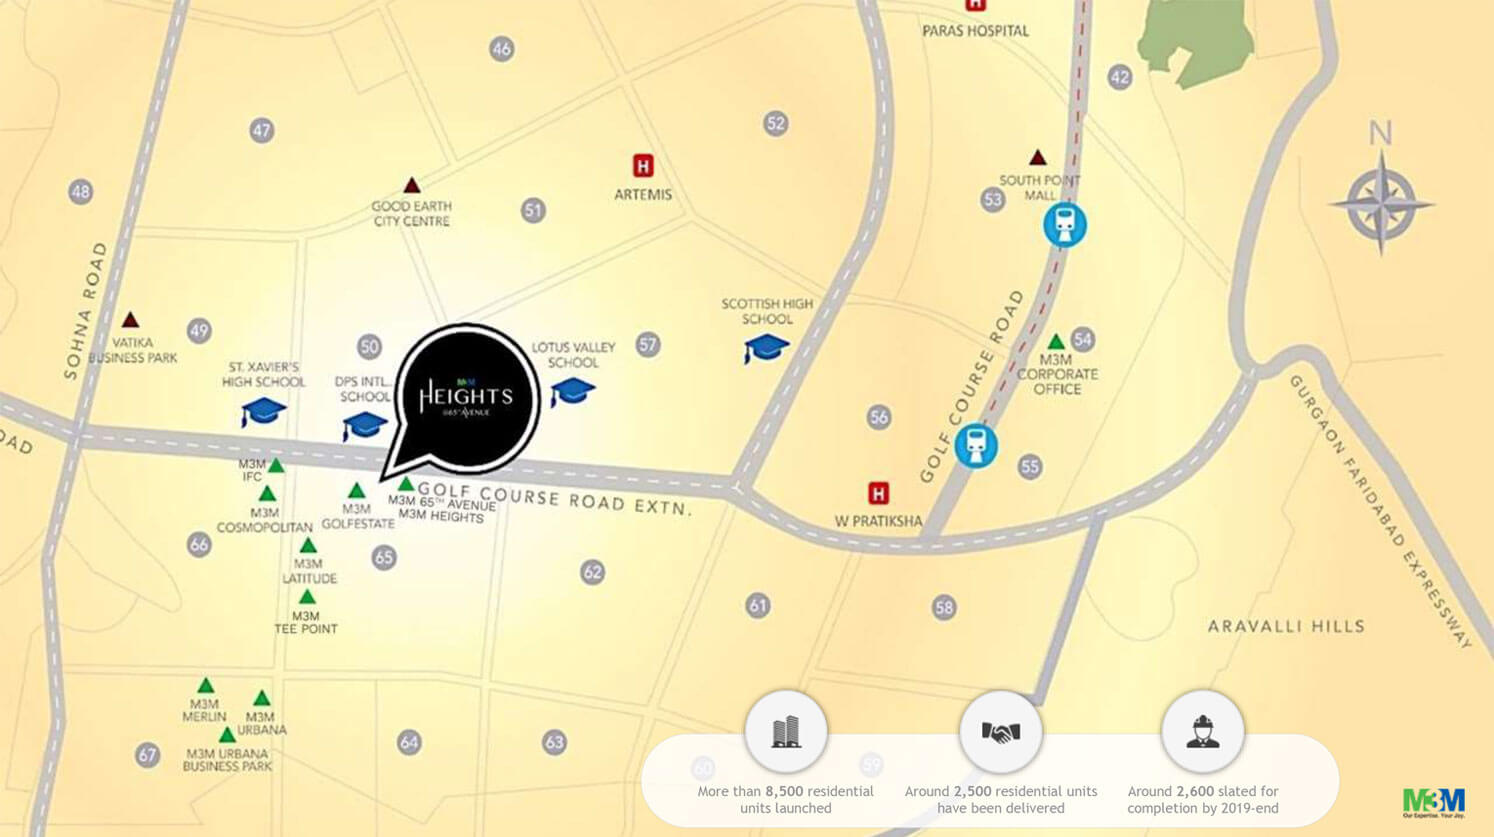 PARAS HOSPITAL
46
42
47
52
N
48
ARTEMIS
SOUTH POINT
MALL
53
GOOD EARTH
CITY CENTRE
51
SOHNA ROAD
SCOTTISH HIGH
SCHOOL
VATIKA
BUSINESS PARK
49
50
LOTUS VALLEY
SCHOOL
57
54
M3M
CORPORATE
OFFICE
ST. XAVIER'S
HIGH SCHOOL
DPS INTL.
SCHOOL
M3M
HEIGHTS
@65TH AVENUE
GOLF COURSE ROAD
56
55
GURGAON FARIDABAD EXPRESSWAY
OAD
M3M
IFC
M3M
COSMOPOLITAN
M3M
GOLFESTATE
GOLF COURSE ROAD EXTN.
M3M 65TH AVENUE
M3M HEIGHTS
H
H
H
W PRATIKSHA
66
65
62
61
58
M3M
LATITUDE
M3M
TEE POINT
ARAVALLI HILLS
M3M
MERLIN
M3M
URBANA
M3M URBANA
BUSINESS PARK
67
64
63
60
59
More than 8,500 residential
units launched
Around 2,500 residential units
have been delivered
Around 2,600 slated for
completion by 2019-end
M3M
Our Expertise. Your Joy.